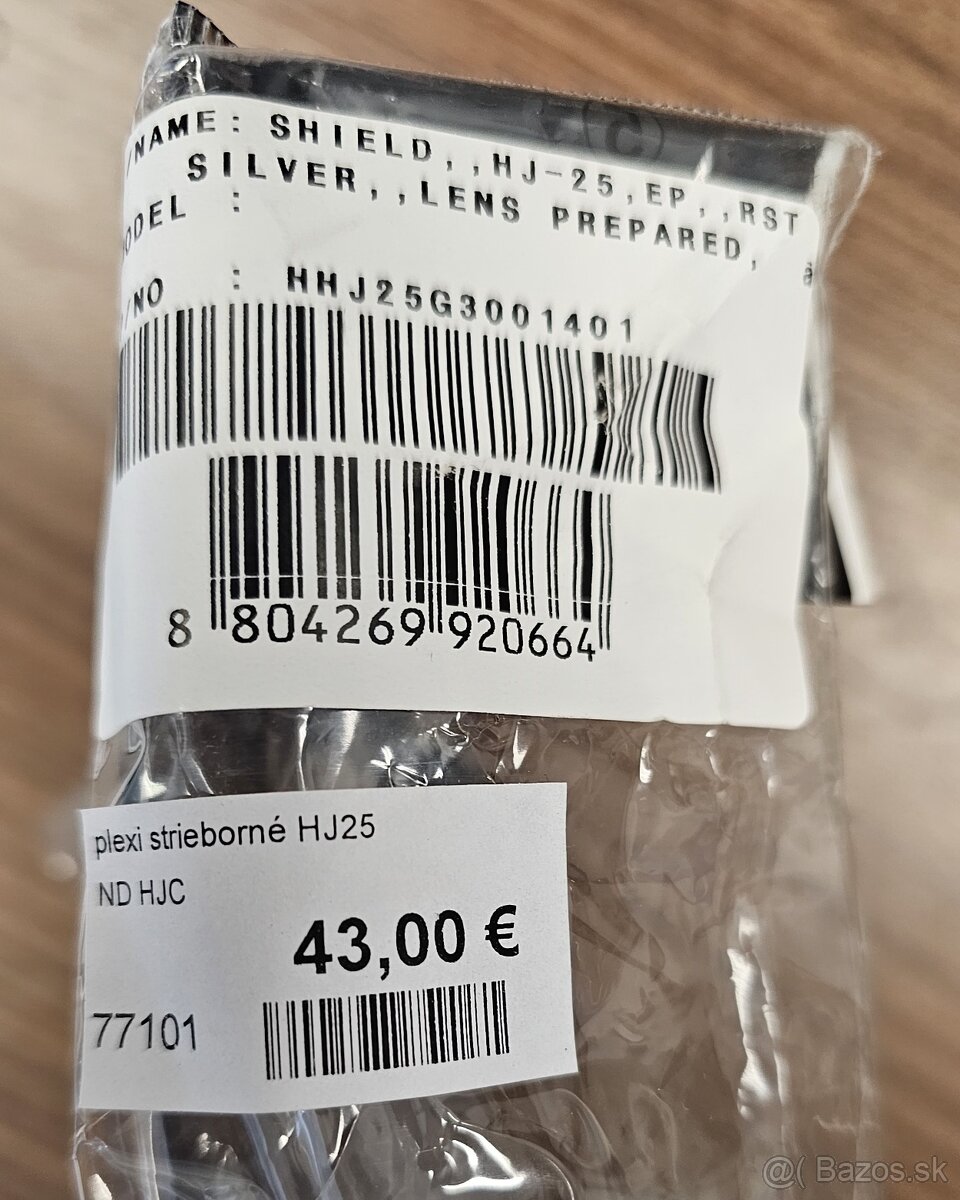 /NAME: SHIELD,,HJ-25,EP,,RST
SILVER,,LENS PREPARED,
ODEL :
/NO : HHJ25G3001401
8 804269 920664
plexi strieborné HJ25
ND HJC
43,00 €
77101
@( Bazos.sk